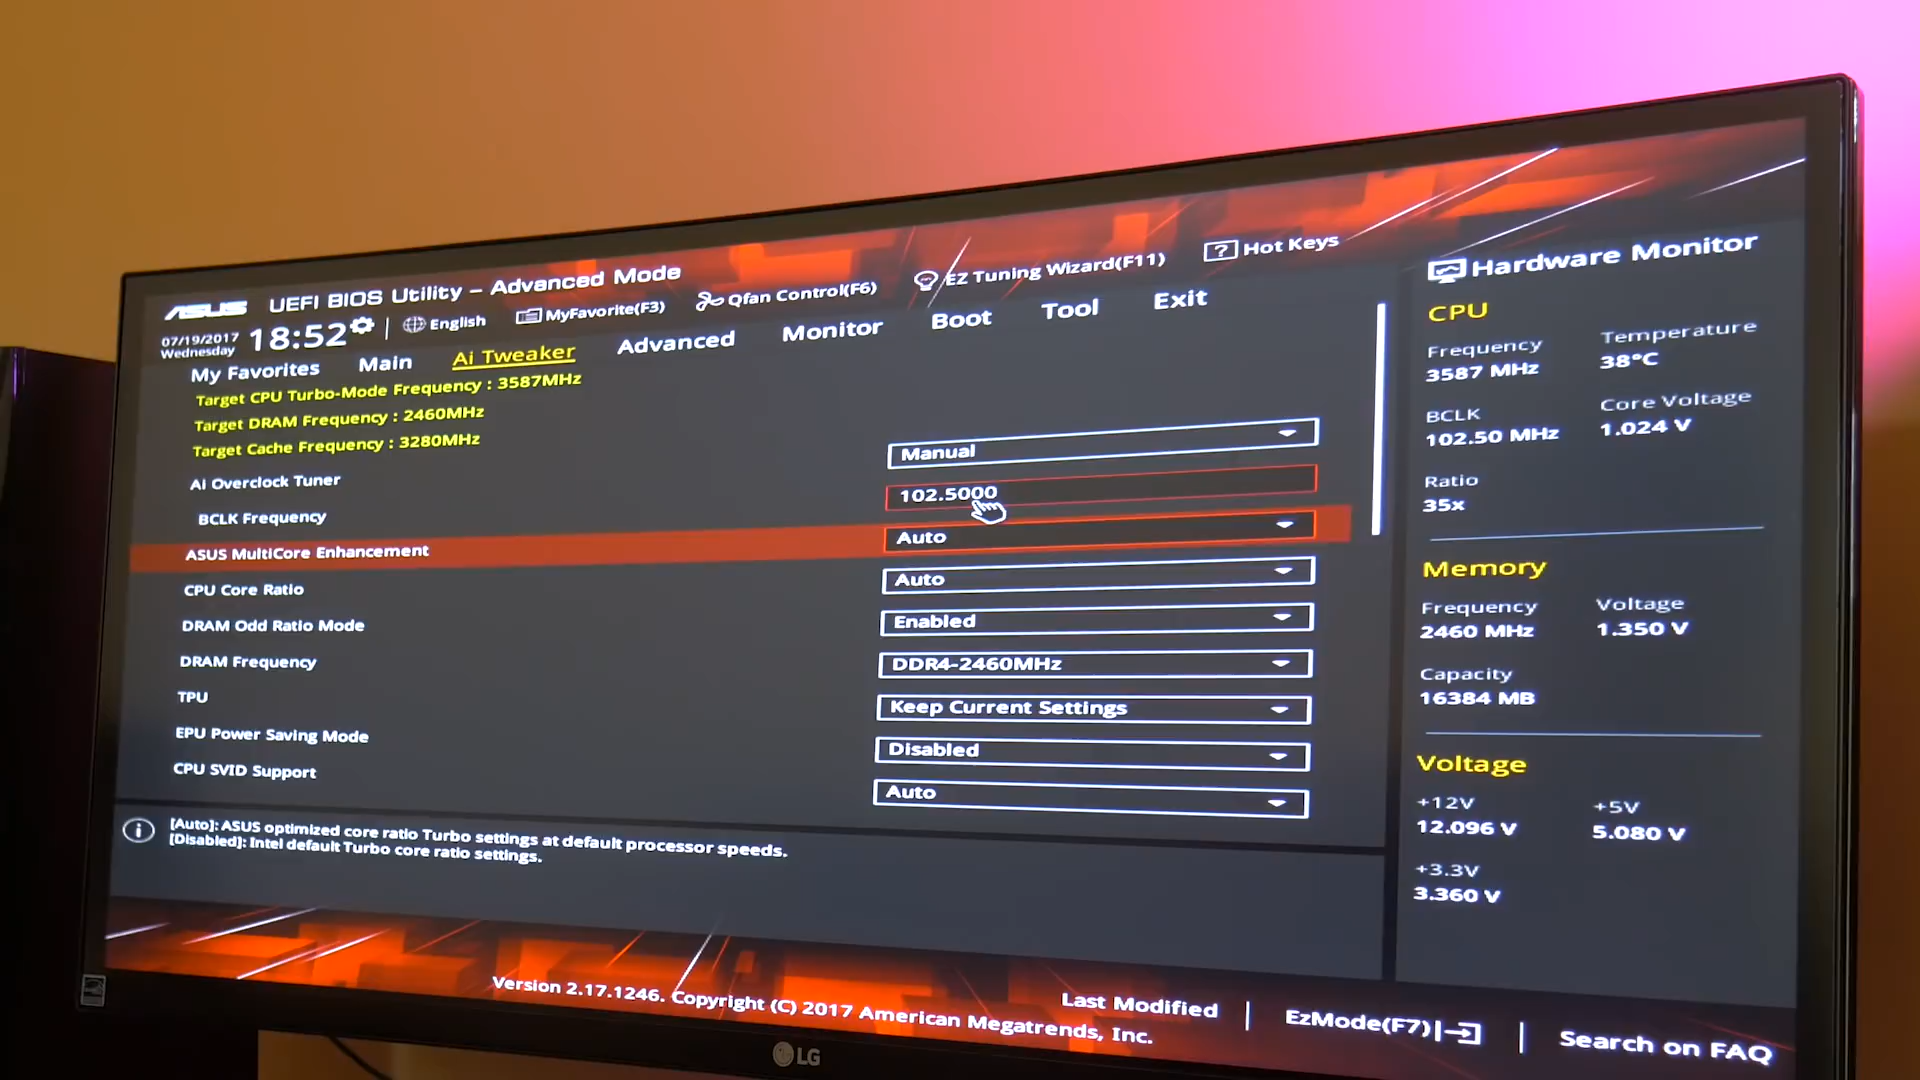 ASUS UEFI BIOS Utility – Advanced Mode
07/19/2017
Wednesday
18:52
English
MyFavorite(F3)
Qfan Control(F6)
EZ Tuning Wizard(F11)
? Hot Keys
My Favorites Main Ai Tweaker Advanced Monitor Boot Tool Exit
Target CPU Turbo-Mode Frequency : 3587MHz
Target DRAM Frequency : 2460MHz
Target Cache Frequency : 3280MHz
Ai Overclock Tuner Manual
BCLK Frequency 102.5000
ASUS MultiCore Enhancement Auto
CPU Core Ratio Auto
DRAM Odd Ratio Mode Enabled
DRAM Frequency DDR4-2460MHz
TPU Keep Current Settings
EPU Power Saving Mode Disabled
CPU SVID Support Auto
[Auto]: ASUS optimized core ratio Turbo settings at default processor speeds.
[Disabled]: Intel default Turbo core ratio settings.
Hardware Monitor
CPU
Frequency Temperature
3587 MHz 38°C
BCLK Core Voltage
102.50 MHz 1.024 V
Ratio
35x
Memory
Frequency Voltage
2460 MHz 1.350 V
Capacity
16384 MB
Voltage
+12V +5V
12.096 V 5.080 V
+3.3V
3.360 V
Version 2.17.1246. Copyright (C) 2017 American Megatrends, Inc.
Last Modified
EzMode(F7)
Search on FAQ
LG